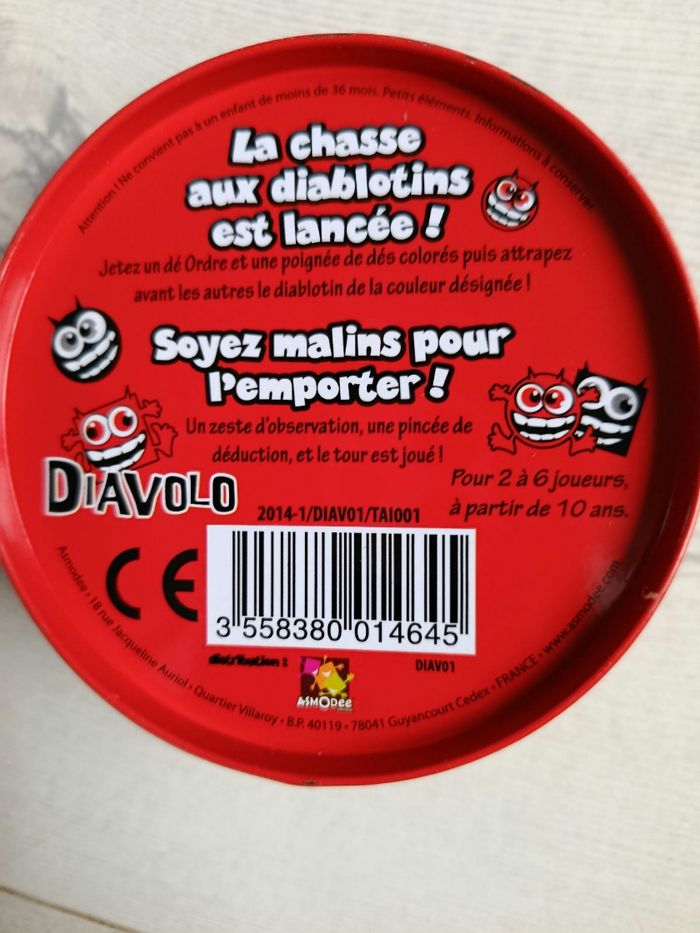 Attention ! Ne convient pas à un enfant de moins de 36 mois. Petits éléments. Informations à conserver.
La chasse
aux diablotins
est lancée !
Jetez un dé Ordre et une poignée de dés colorés puis attrapez
avant les autres le diablotin de la couleur désignée !
Soyez malins pour
l'emporter !
Un zeste d'observation, une pincée de
déduction, et le tour est joué !
DIAVOLO
Pour 2 à 6 joueurs,
à partir de 10 ans.
2014-1/DIAV01/TAI001
CE
3 558380 014645
distribution :
ASMODee
DIAV01
Asmodee • 18 rue Jacqueline Auriol • Quartier Villaroy • B.P. 40119 • 78041 Guyancourt Cedex • FRANCE • www.asmodee.com